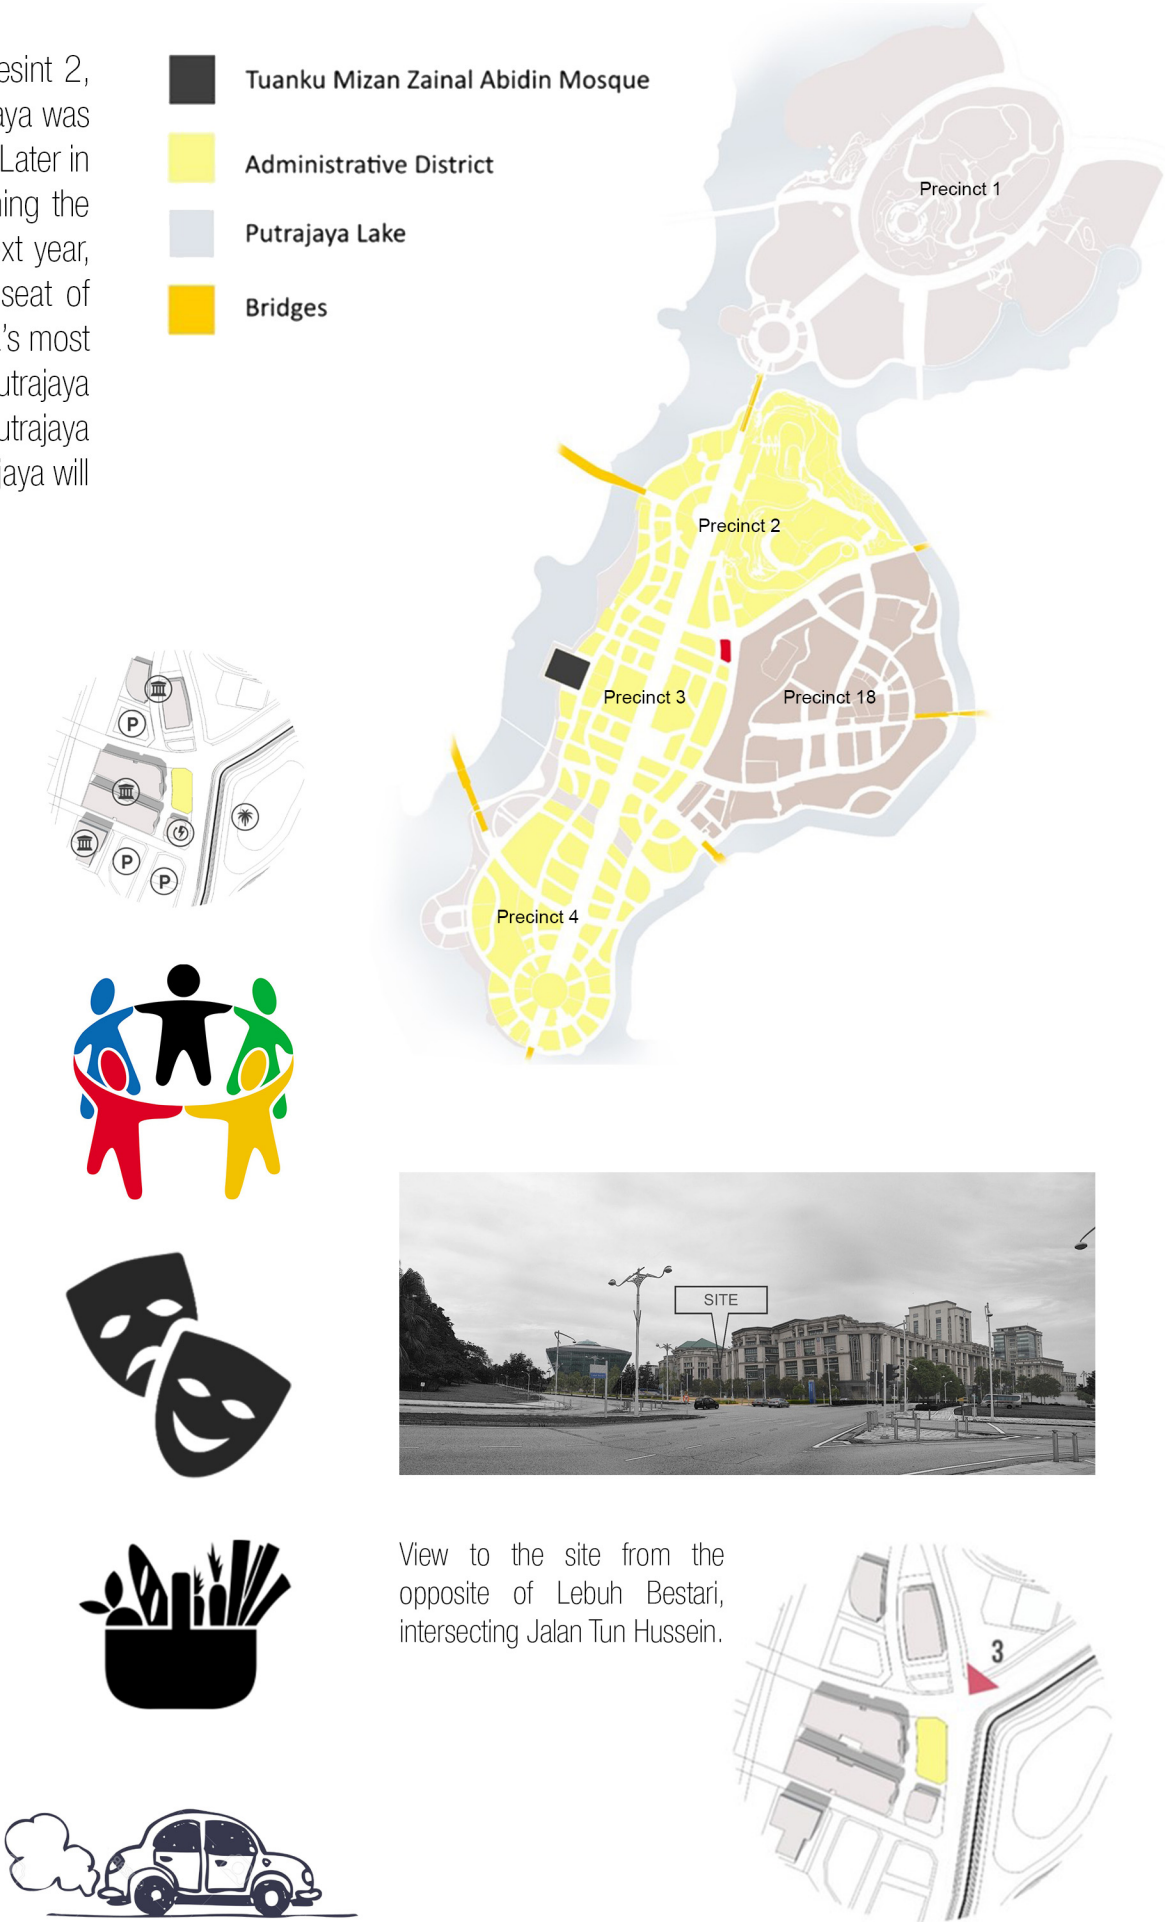 esint 2,
aya was
Later in
ning the
xt year,
seat of
's most
utrajaya
utrajaya
jaya will
Tuanku Mizan Zainal Abidin Mosque
Administrative District
Putrajaya Lake
Bridges
Precinct 1
Precinct 2
Precinct 3
Precinct 18
Precinct 4
P
P
P
SITE
View to the site from the
opposite of Lebuh Bestari,
intersecting Jalan Tun Hussein.
3